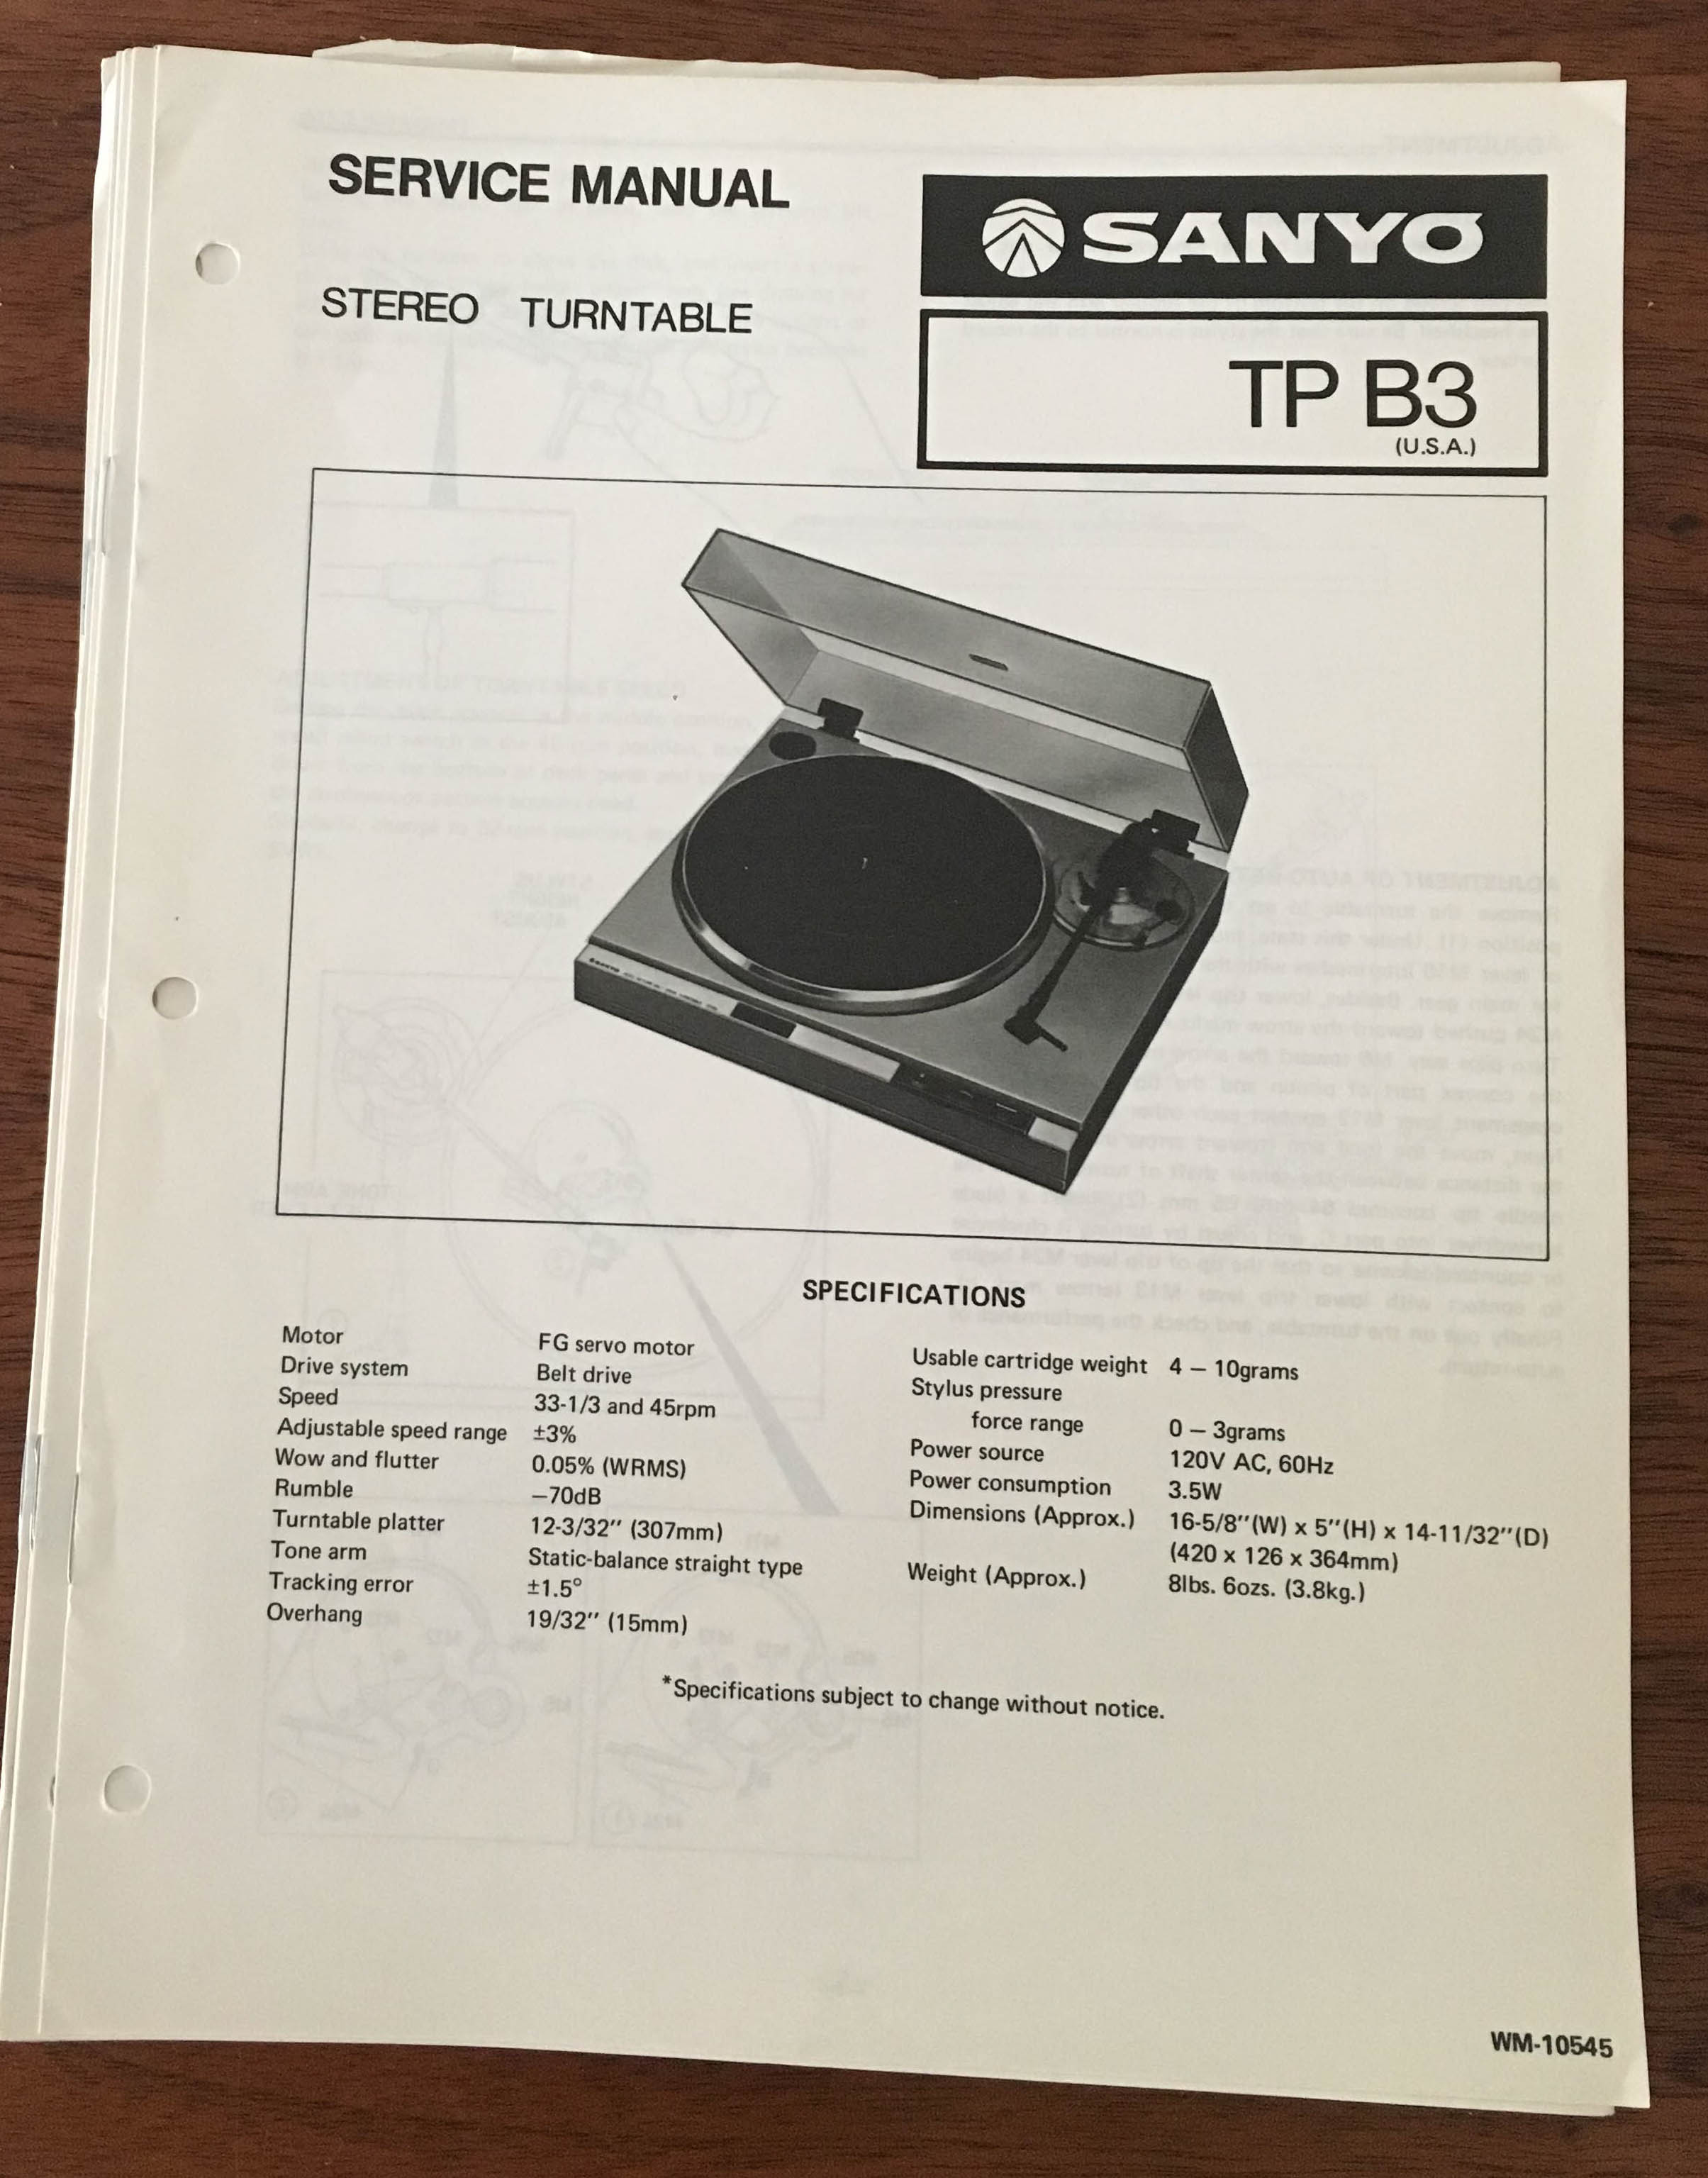 SERVICE MANUAL
SANYO
STEREO TURNTABLE
TP B3
(U.S.A.)
SANYO
SPECIFICATIONS
Motor FG servo motor
Drive system Belt drive
Speed 33-1/3 and 45rpm
Adjustable speed range ±3%
Wow and flutter 0.05% (WRMS)
Rumble −70dB
Turntable platter 12-3/32'' (307mm)
Tone arm Static-balance straight type
Tracking error ±1.5°
Overhang 19/32'' (15mm)
Usable cartridge weight 4 – 10grams
Stylus pressure
force range 0 – 3grams
Power source 120V AC, 60Hz
Power consumption 3.5W
Dimensions (Approx.) 16-5/8''(W) x 5''(H) x 14-11/32''(D)
(420 x 126 x 364mm)
Weight (Approx.) 8lbs. 6ozs. (3.8kg.)
*Specifications subject to change without notice.
WM-10545